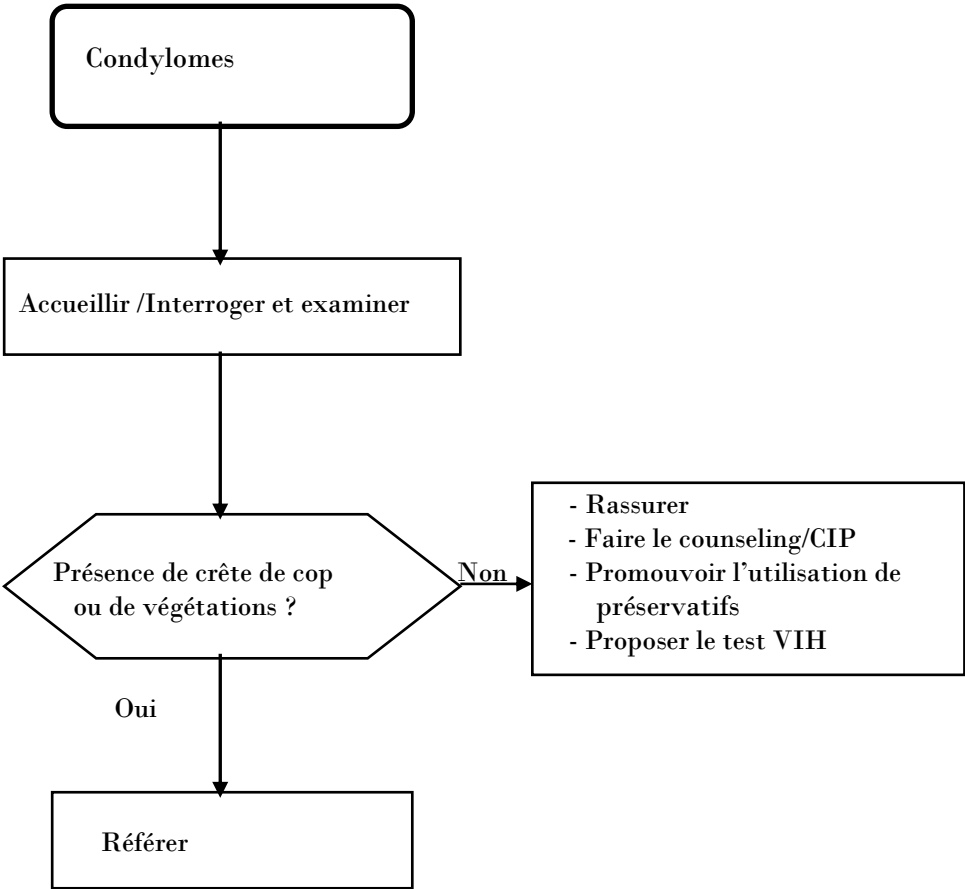 Condylomes
Accueillir /Interroger et examiner
Présence de crête de cop
ou de végétations ?
Non
- Rassurer
- Faire le counseling/CIP
- Promouvoir l’utilisation de
préservatifs
- Proposer le test VIH
Oui
Référer